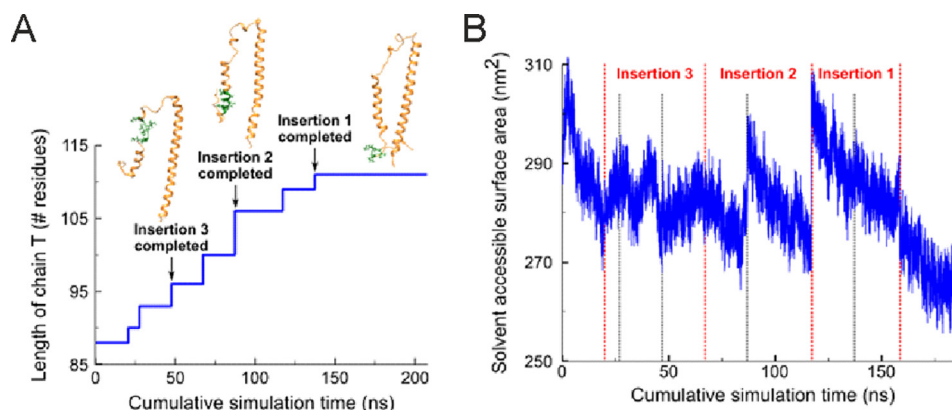 A
B
Insertion 1
completed
Insertion 2
completed
Insertion 3
completed
Length of chain T (# residues)
115
105
95
85
0
50
100
150
200
Cumulative simulation time (ns)
Insertion 3
Insertion 2
Insertion 1
Solvent accessible surface area (nm²)
310
290
270
250
0
50
100
150
Cumulative simulation time (ns)